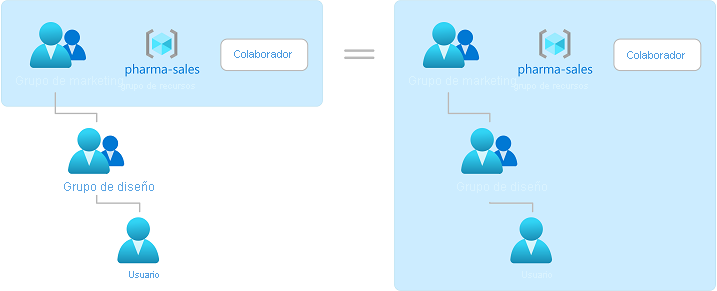 Colaborador
pharma-sales
Grupo de marketing
grupo de recursos
Grupo de diseño
Usuario
Colaborador
pharma-sales
Grupo de marketing
grupo de recursos
Grupo de diseño
Usuario